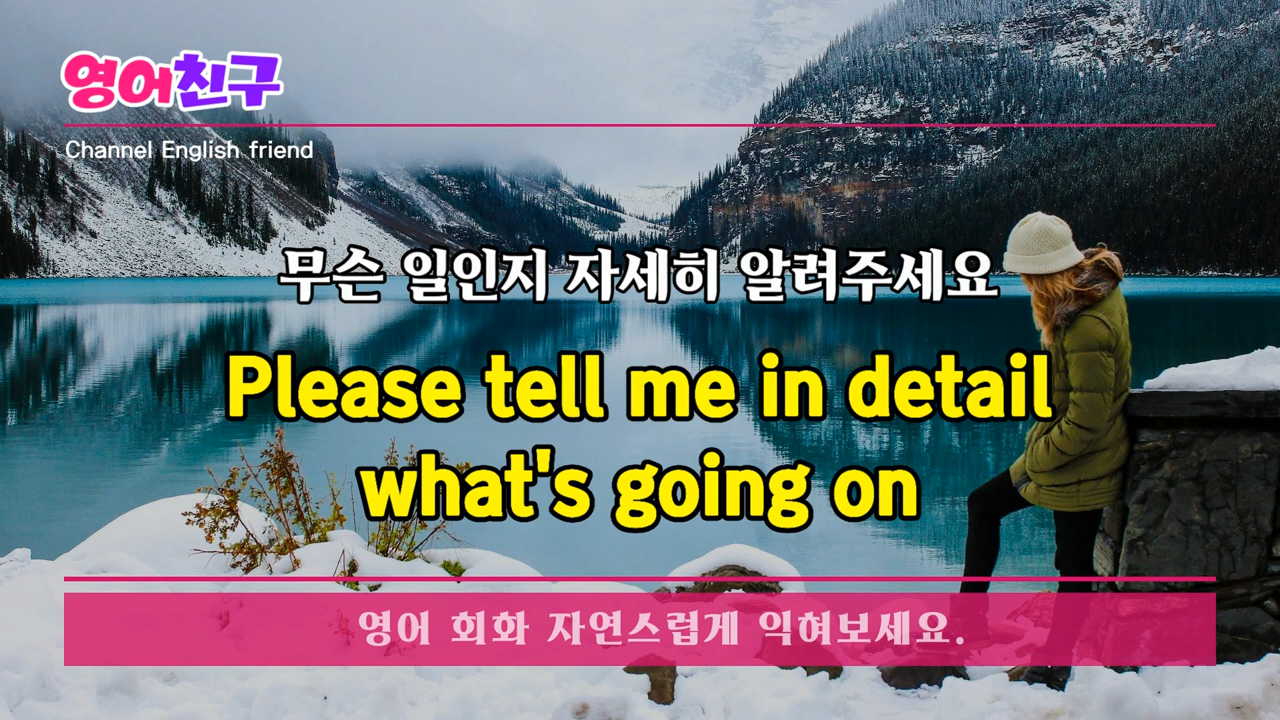 영어친구
Channel English friend
무슨 일인지 자세히 알려주세요
Please tell me in detail
what's going on
영어 회화 자연스럽게 익혀보세요.